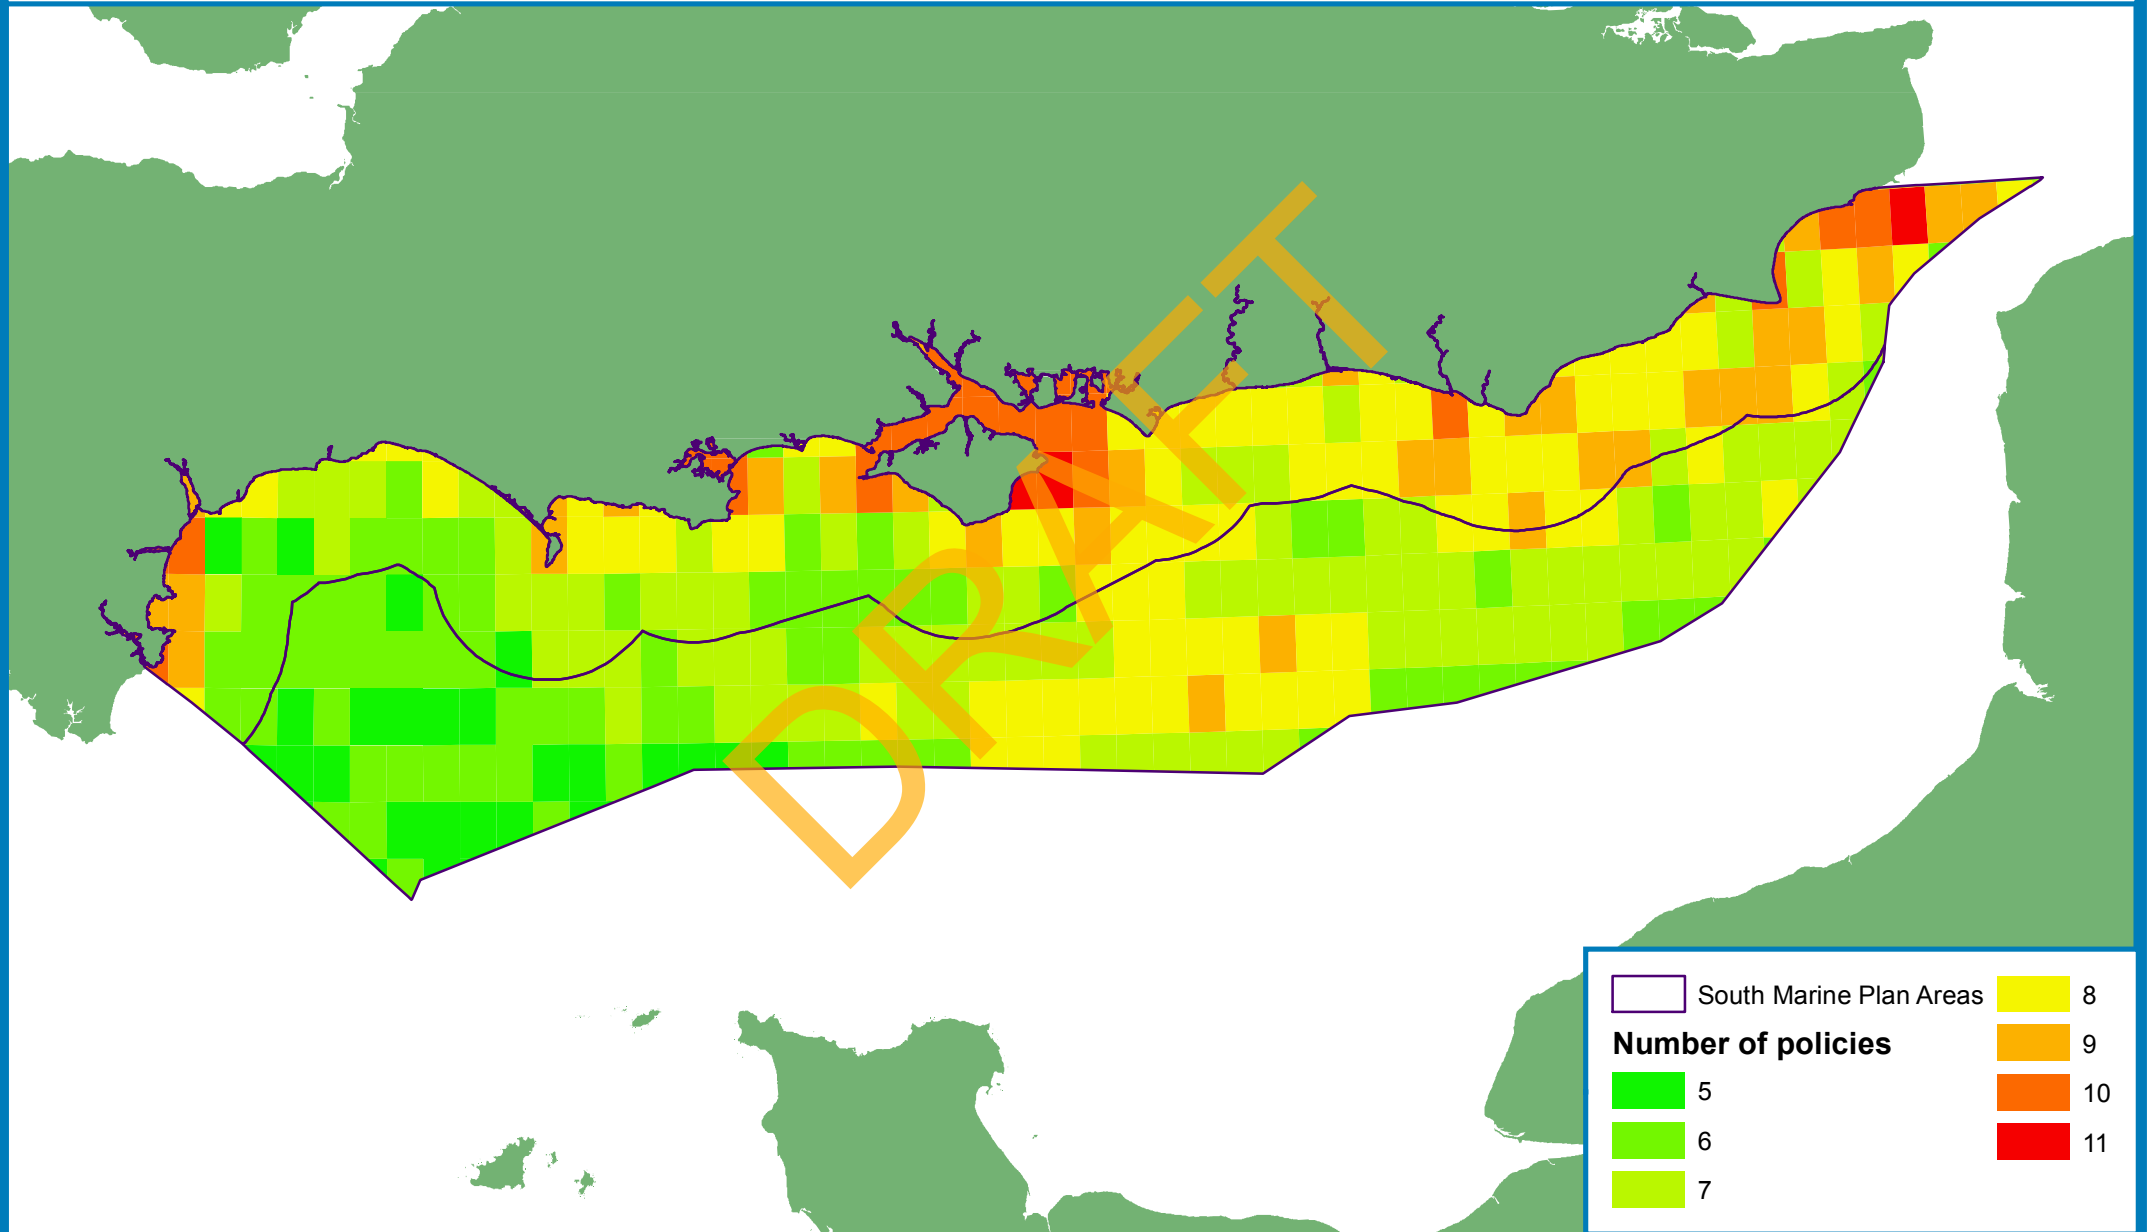 DRAFT
South Marine Plan Areas
Number of policies
5
6
7
8
9
10
11